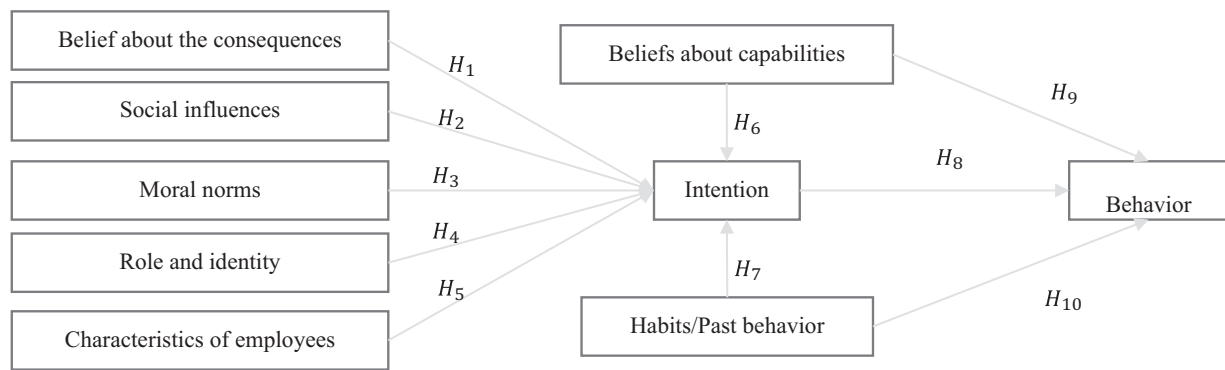 Belief about the consequences
Social influences
Moral norms
Role and identity
Characteristics of employees
H1
H2
H3
H4
H5
Beliefs about capabilities
H6
Intention
H7
Habits/Past behavior
H9
H8
H10
Behavior